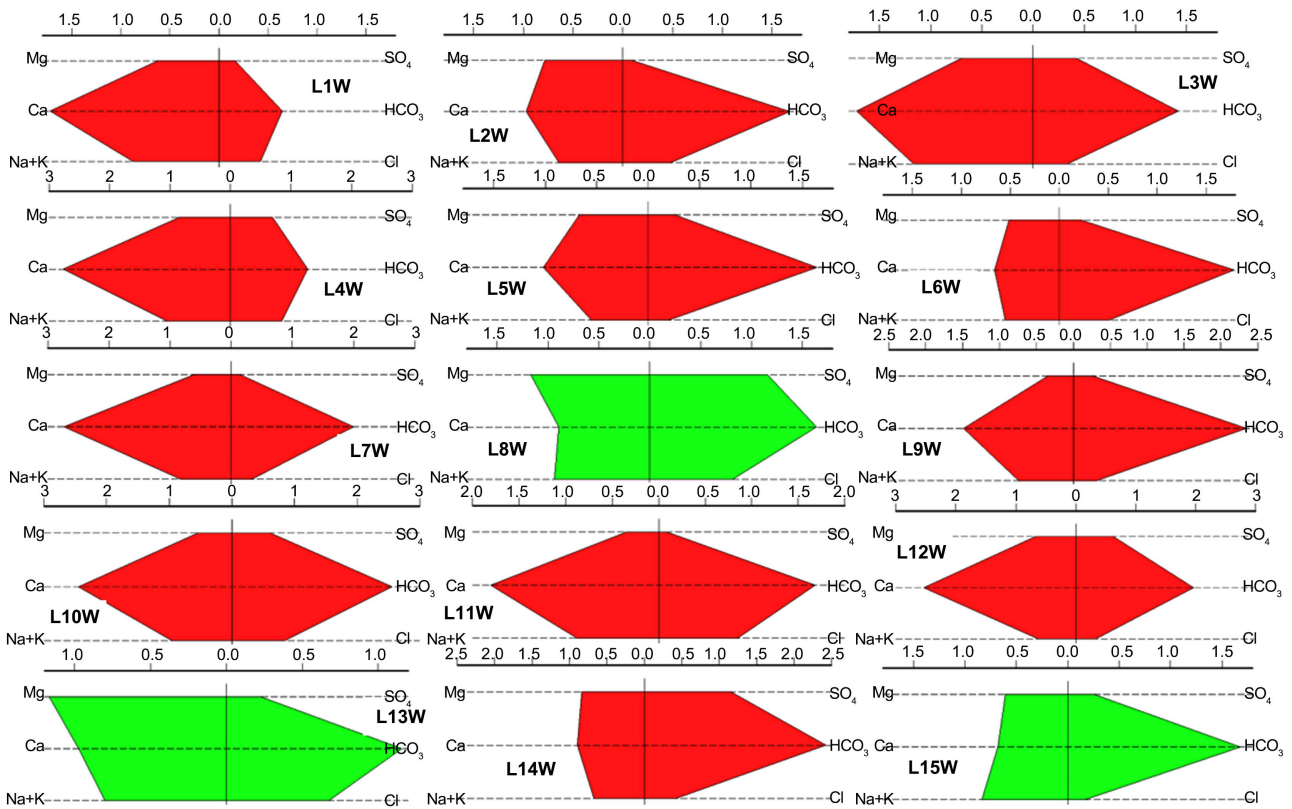 1.5 1.0 0.5 0.0 0.5 1.0 1.5
Mg SO4
L1W
Ca HCO3
Na+K Cl
1.5 1.0 0.5 0.0 0.5 1.0 1.5
Mg SO4
Ca HCO3
L2W
Na+K Cl
1.5 1.0 0.5 0.0 0.5 1.0 1.5
Mg SO4
L3W
Ca HCO3
Na+K Cl
3 2 1 0 1 2 3
Mg SO4
Ca HCO3
L4W
Na+K Cl
1.5 1.0 0.5 0.0 0.5 1.0 1.5
Mg SO4
Ca HCO3
L5W
Na+K Cl
1.5 1.0 0.5 0.0 0.5 1.0 1.5
Mg SO4
Ca HCO3
L6W
Na+K Cl
3 2 1 0 1 2 3
Mg SO4
Ca HCO3
L7W
Na+K Cl
1.5 1.0 0.5 0.0 0.5 1.0 1.5
Mg SO4
Ca HCO3
L8W
Na+K Cl
2.5 2.0 1.5 1.0 0.5 0.0 0.5 1.0 1.5 2.0 2.5
Mg SO4
Ca HCO3
L9W
Na+K Cl
3 2 1 0 1 2 3
Mg SO4
Ca HCO3
L10W
Na+K Cl
2.0 1.5 1.0 0.5 0.0 0.5 1.0 1.5 2.0
Mg SO4
Ca HCO3
L11W
Na+K Cl
3 2 1 0 1 2 3
Mg SO4
L12W
Ca HCO3
Na+K Cl
1.0 0.5 0.0 0.5 1.0
Mg SO4
L13W
Ca HCO3
Na+K Cl
2.5 2.0 1.5 1.0 0.5 0.0 0.5 1.0 1.5 2.0 2.5
Mg SO4
Ca HCO3
L14W
Na+K Cl
1.5 1.0 0.5 0.0 0.5 1.0 1.5
Mg SO4
Ca HCO3
L15W
Na+K Cl